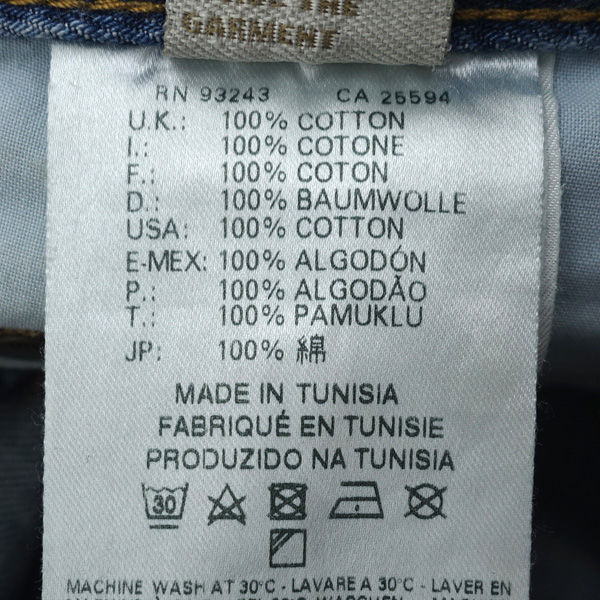 GARMENT
RN 93243 CA 25594
U.K.: 100% COTTON
I.: 100% COTONE
F.: 100% COTON
D.: 100% BAUMWOLLE
USA: 100% COTTON
E-MEX: 100% ALGODÓN
P.: 100% ALGODÃO
T.: 100% PAMUKLU
JP: 100% 綿
MADE IN TUNISIA
FABRIQUÉ EN TUNISIE
PRODUZIDO NA TUNISIA
30
MACHINE WASH AT 30°C - LAVARE A 30°C - LAVER EN